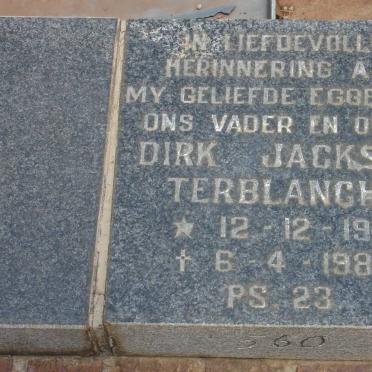 IN LIEFDEVOLL
HERINNERING A
MY GELIEFDE EGGE
ONS VADER EN O
DIRK JACKS
TERBLANCH
* 12 - 12 - 19
† 6 - 4 - 198
PS. 23
560